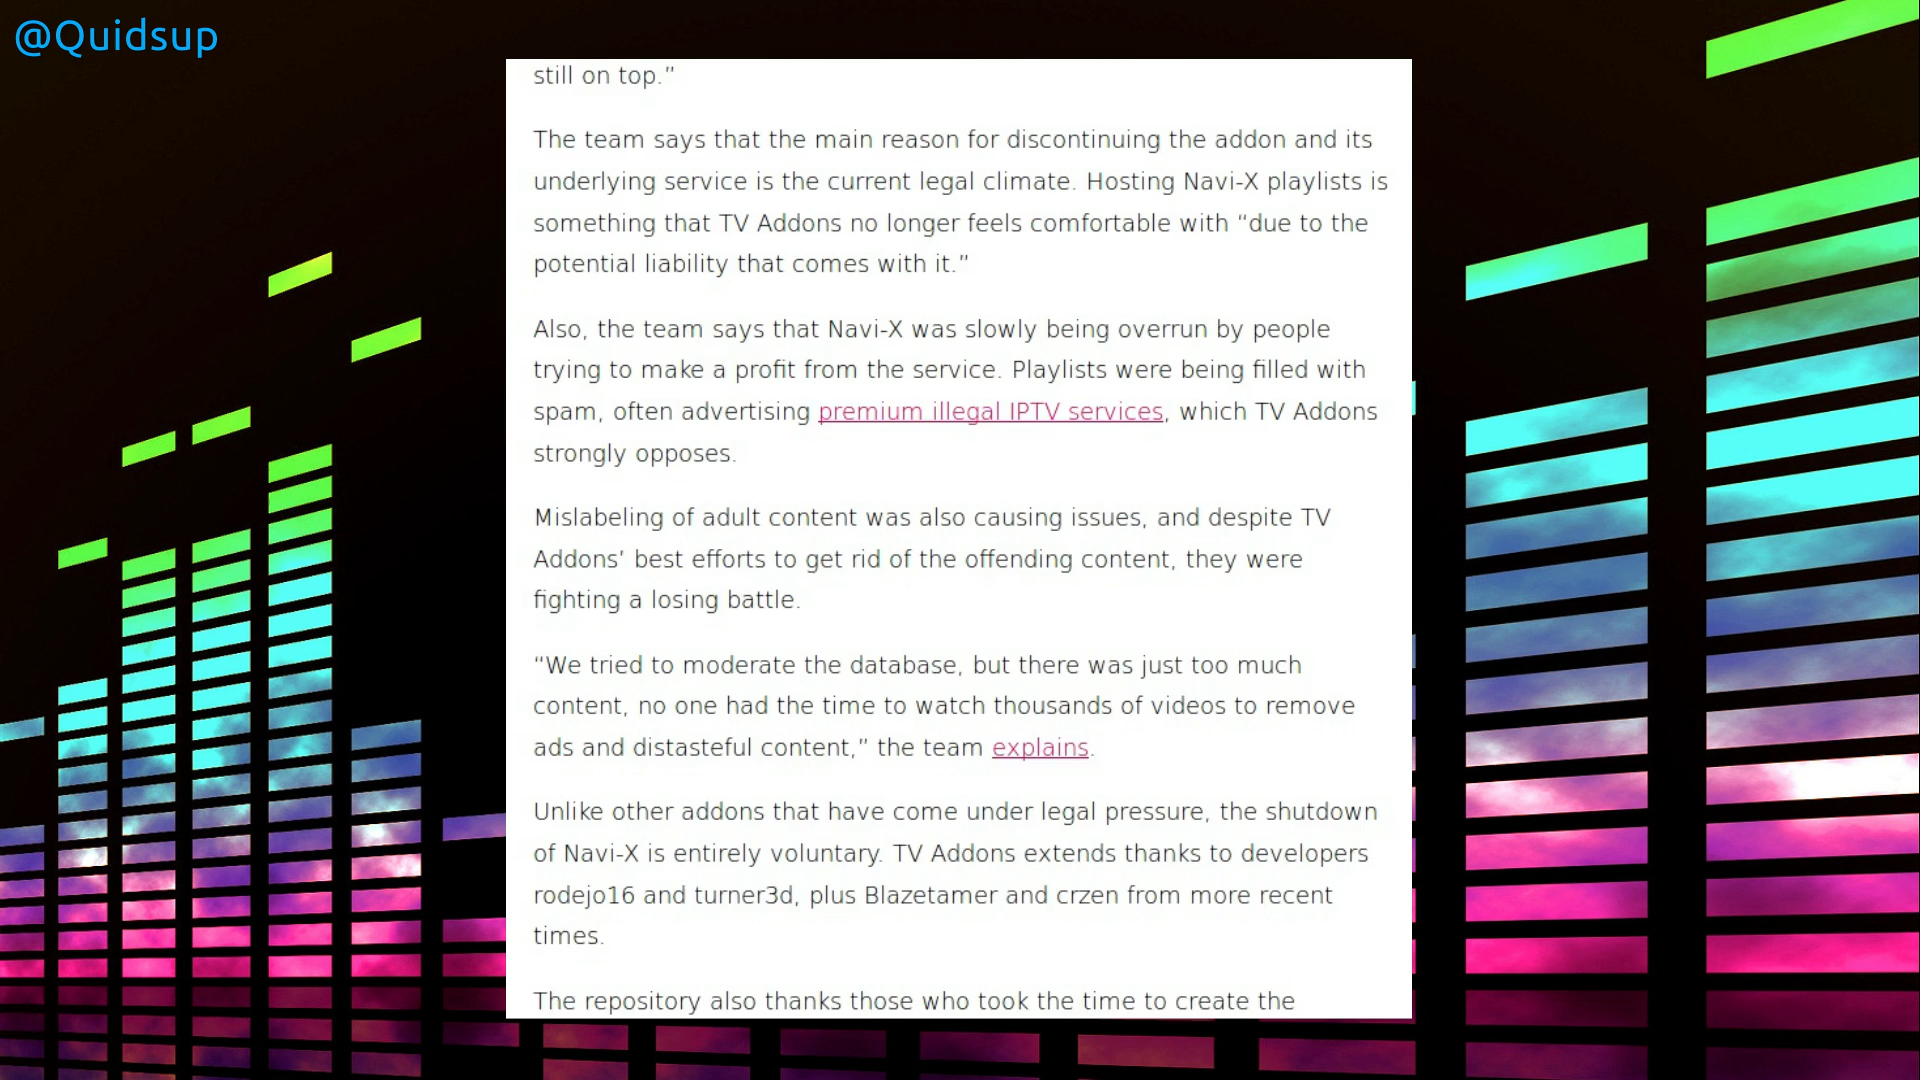 @Quidsup
still on top.”
The team says that the main reason for discontinuing the addon and its
underlying service is the current legal climate. Hosting Navi-X playlists is
something that TV Addons no longer feels comfortable with “due to the
potential liability that comes with it.”
Also, the team says that Navi-X was slowly being overrun by people
trying to make a profit from the service. Playlists were being filled with
spam, often advertising premium illegal IPTV services, which TV Addons
strongly opposes.
Mislabeling of adult content was also causing issues, and despite TV
Addons’ best efforts to get rid of the offending content, they were
fighting a losing battle.
“We tried to moderate the database, but there was just too much
content, no one had the time to watch thousands of videos to remove
ads and distasteful content,” the team explains.
Unlike other addons that have come under legal pressure, the shutdown
of Navi-X is entirely voluntary. TV Addons extends thanks to developers
rodejo16 and turner3d, plus Blazetamer and crzen from more recent
times.
The repository also thanks those who took the time to create the